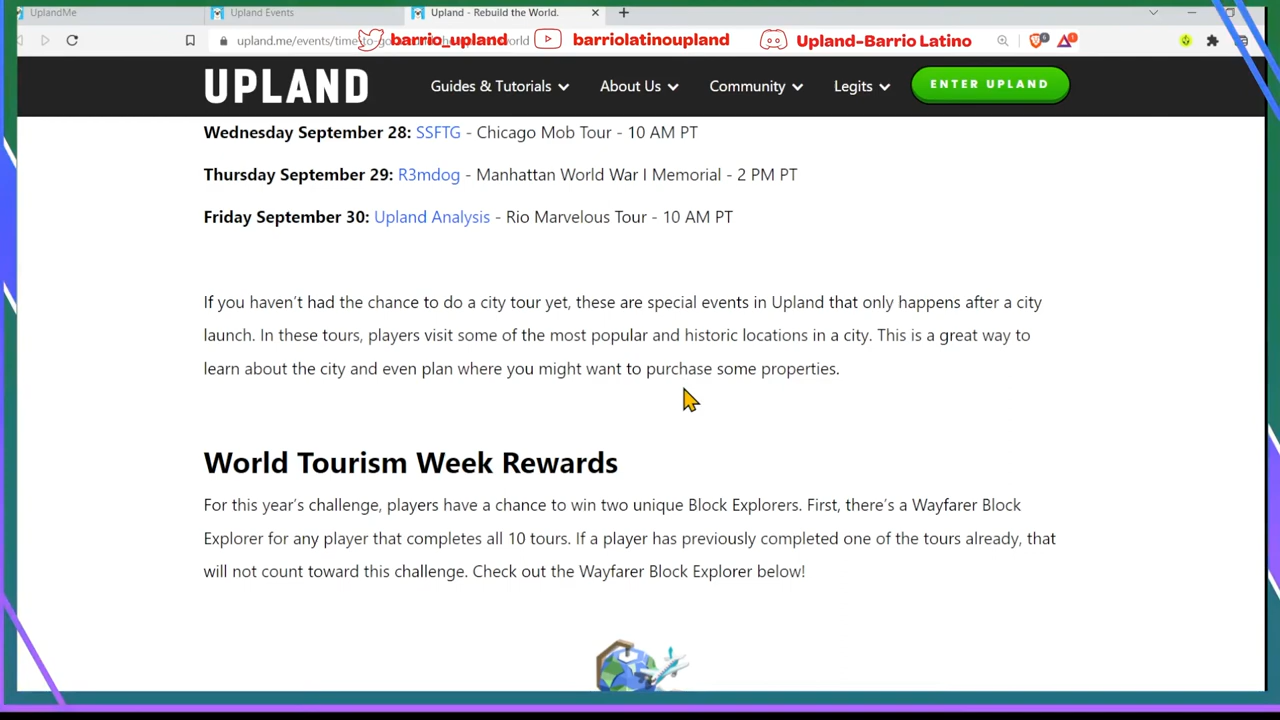 UplandMe
Upland Events
Upland - Rebuild the World.
barrio_upland
barriolatinoupland
Upland-Barrio Latino
UPLAND
Guides & Tutorials
About Us
Community
Legits
ENTER UPLAND
Wednesday September 28: SSFTG - Chicago Mob Tour - 10 AM PT
Thursday September 29: R3mdog - Manhattan World War I Memorial - 2 PM PT
Friday September 30: Upland Analysis - Rio Marvelous Tour - 10 AM PT
If you haven't had the chance to do a city tour yet, these are special events in Upland that only happens after a city
launch. In these tours, players visit some of the most popular and historic locations in a city. This is a great way to
learn about the city and even plan where you might want to purchase some properties.
World Tourism Week Rewards
For this year's challenge, players have a chance to win two unique Block Explorers. First, there's a Wayfarer Block
Explorer for any player that completes all 10 tours. If a player has previously completed one of the tours already, that
will not count toward this challenge. Check out the Wayfarer Block Explorer below!